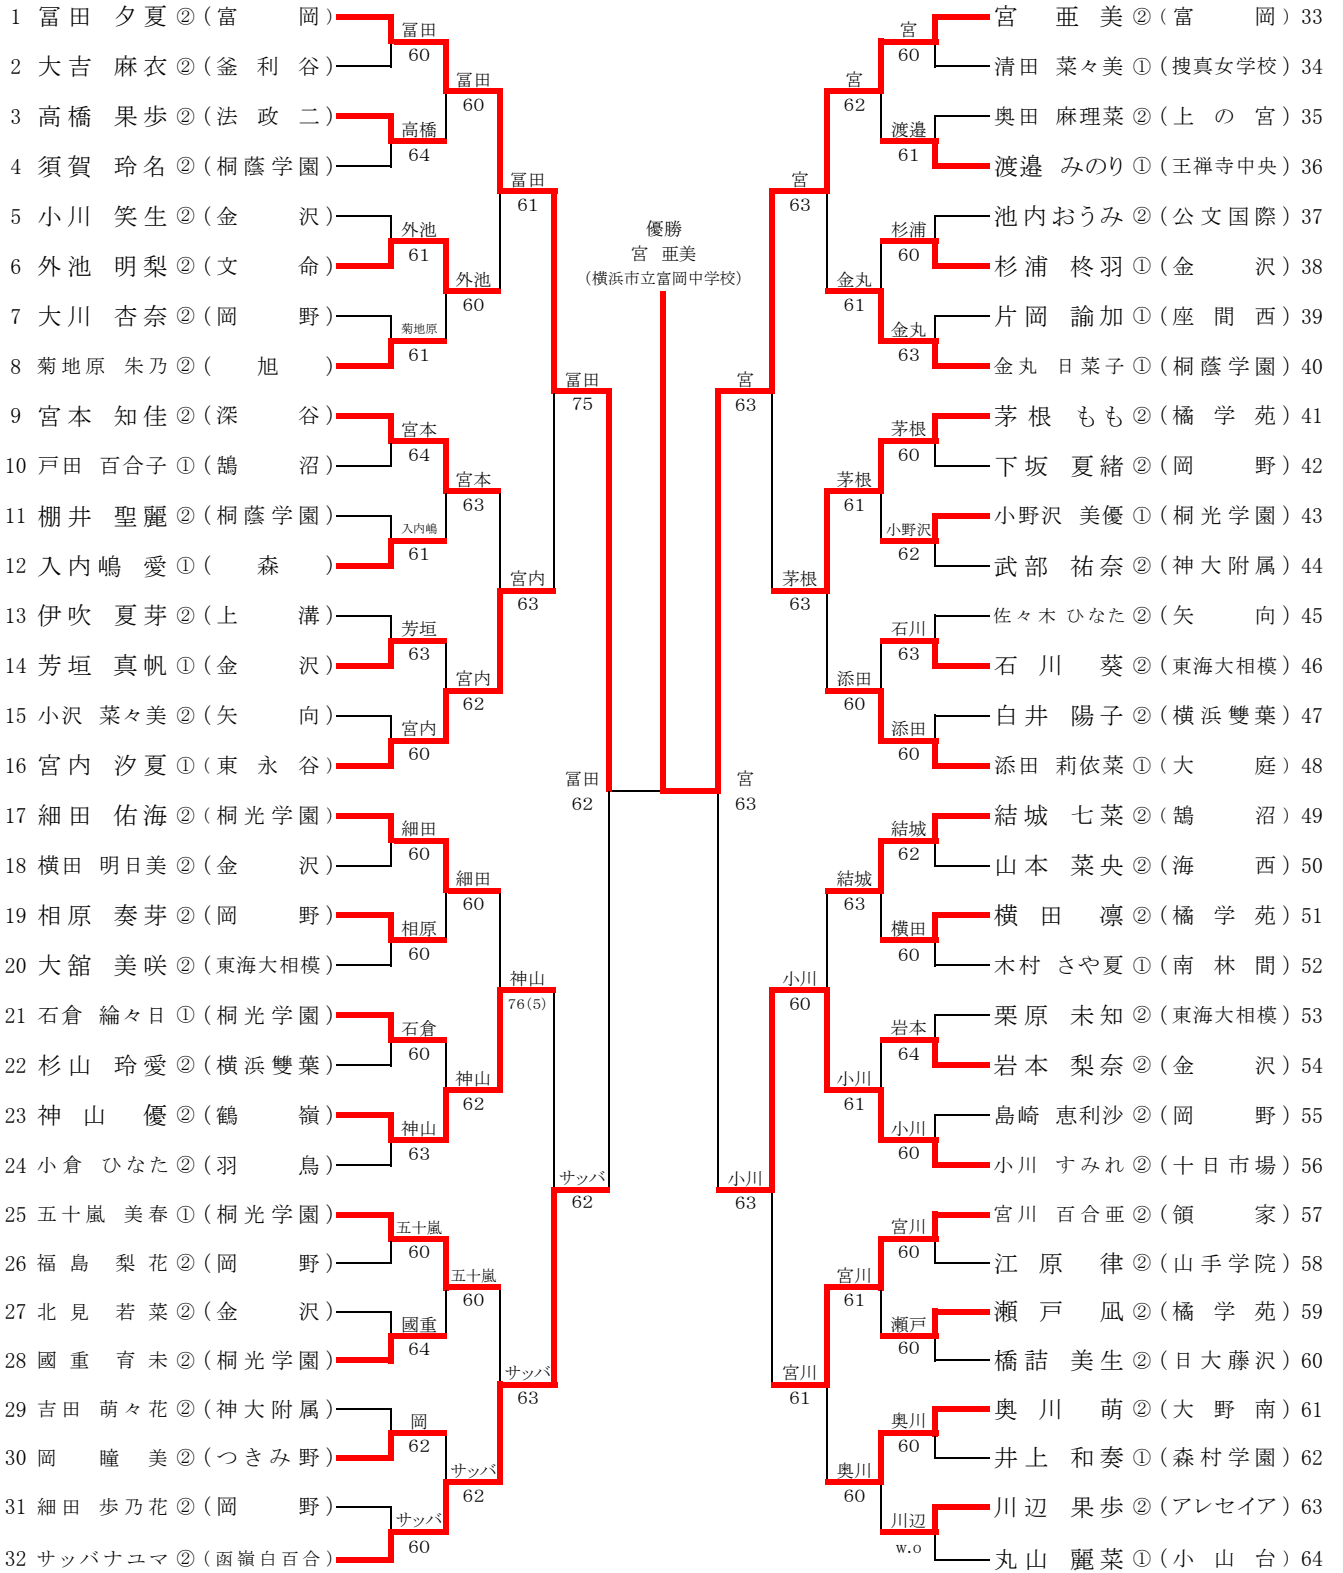 1 冨田 夕夏 ② (富岡)
2 大吉 麻衣 ② (釜利谷)
3 高橋 果歩 ② (法政二)
4 須賀 玲名 ② (桐蔭学園)
5 小川 笑生 ② (金沢)
6 外池 明梨 ② (文命)
7 大川 杏奈 ② (岡野)
8 菊地原 朱乃 ② (旭)
9 宮本 知佳 ② (深谷)
10 戸田 百合子 ① (鵠沼)
11 棚井 聖麗 ② (桐蔭学園)
12 入内嶋 愛 ① (森)
13 伊吹 夏芽 ② (上溝)
14 芳垣 真帆 ① (金沢)
15 小沢 菜々美 ② (矢向)
16 宮内 汐夏 ① (東永谷)
17 細田 佑海 ② (桐光学園)
18 横田 明日美 ② (金沢)
19 相原 奏芽 ② (岡野)
20 大舘 美咲 ② (東海大相模)
21 石倉 綸々日 ① (桐光学園)
22 杉山 玲愛 ② (横浜雙葉)
23 神山 優 ② (鶴嶺)
24 小倉 ひなた ② (羽鳥)
25 五十嵐 美春 ① (桐光学園)
26 福島 梨花 ② (岡野)
27 北見 若菜 ② (金沢)
28 國重 育未 ② (桐光学園)
29 吉田 萌々花 ② (神大附属)
30 岡 瞳美 ② (つきみ野)
31 細田 歩乃花 ② (岡野)
32 サッバナユマ ② (函嶺白百合)
冨田
60
高橋
64
外池
61
菊地原
61
宮本
64
入内嶋
61
芳垣
63
宮内
60
細田
60
相原
60
石倉
60
神山
63
五十嵐
60
國重
64
岡
62
サッバ
60
冨田
60
外池
60
宮本
63
宮内
62
細田
60
神山
62
五十嵐
60
サッバ
62
冨田
61
宮内
63
神山
76(5)
サッバ
63
冨田
75
サッバ
62
冨田
62
優勝
宮 亜美
(横浜市立富岡中学校)
宮
63
宮
63
小川
63
宮
63
茅根
63
小川
60
宮川
61
宮
62
金丸
61
茅根
61
添田
60
結城
63
小川
61
宮川
61
奥川
60
宮
60
渡邉
61
杉浦
60
金丸
63
茅根
60
小野沢
62
石川
63
添田
60
結城
62
横田
60
岩本
64
小川
60
宮川
60
瀬戸
60
奥川
60
川辺
w.o
宮 亜美 ② (富岡) 33
清田 菜々美 ① (捜真女学校) 34
奥田 麻理菜 ② (上の宮) 35
渡邉 みのり ① (王禅寺中央) 36
池内おうみ ② (公文国際) 37
杉浦 柊羽 ① (金沢) 38
片岡 諭加 ① (座間西) 39
金丸 日菜子 ① (桐蔭学園) 40
茅根 もも ② (橘学苑) 41
下坂 夏緒 ② (岡野) 42
小野沢 美優 ① (桐光学園) 43
武部 祐奈 ② (神大附属) 44
佐々木 ひなた ② (矢向) 45
石川 葵 ② (東海大相模) 46
白井 陽子 ② (横浜雙葉) 47
添田 莉依菜 ① (大庭) 48
結城 七菜 ② (鵠沼) 49
山本 菜央 ② (海西) 50
横田 凛 ② (橘学苑) 51
木村 さや夏 ① (南林間) 52
栗原 未知 ② (東海大相模) 53
岩本 梨奈 ② (金沢) 54
島崎 恵利沙 ② (岡野) 55
小川 すみれ ② (十日市場) 56
宮川 百合亜 ② (領家) 57
江原 律 ② (山手学院) 58
瀬戸 凪 ② (橘学苑) 59
橋詰 美生 ② (日大藤沢) 60
奥川 萌 ② (大野南) 61
井上 和奏 ① (森村学園) 62
川辺 果歩 ② (アレセイア) 63
丸山 麗菜 ① (小山台) 64